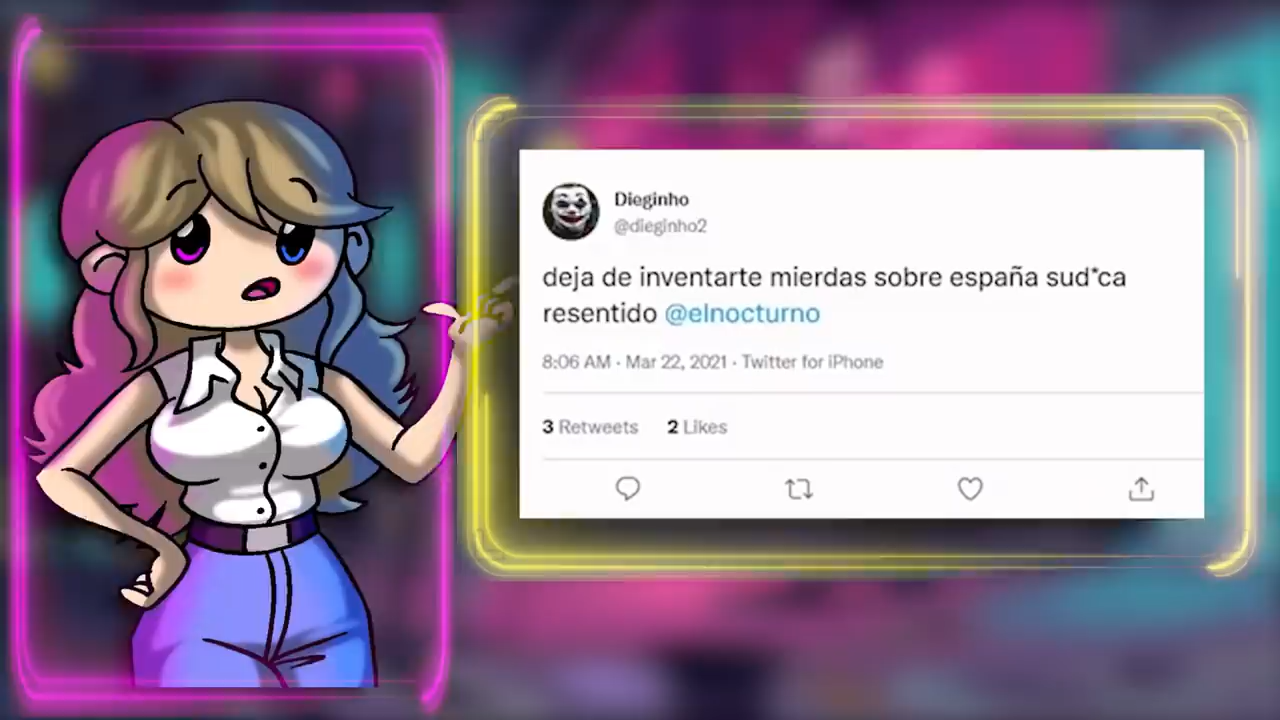 Dieginho
@dieginho2
deja de inventarte mierdas sobre españa sud*ca
resentido @elnocturno
8:06 AM · Mar 22, 2021 · Twitter for iPhone
3 Retweets 2 Likes